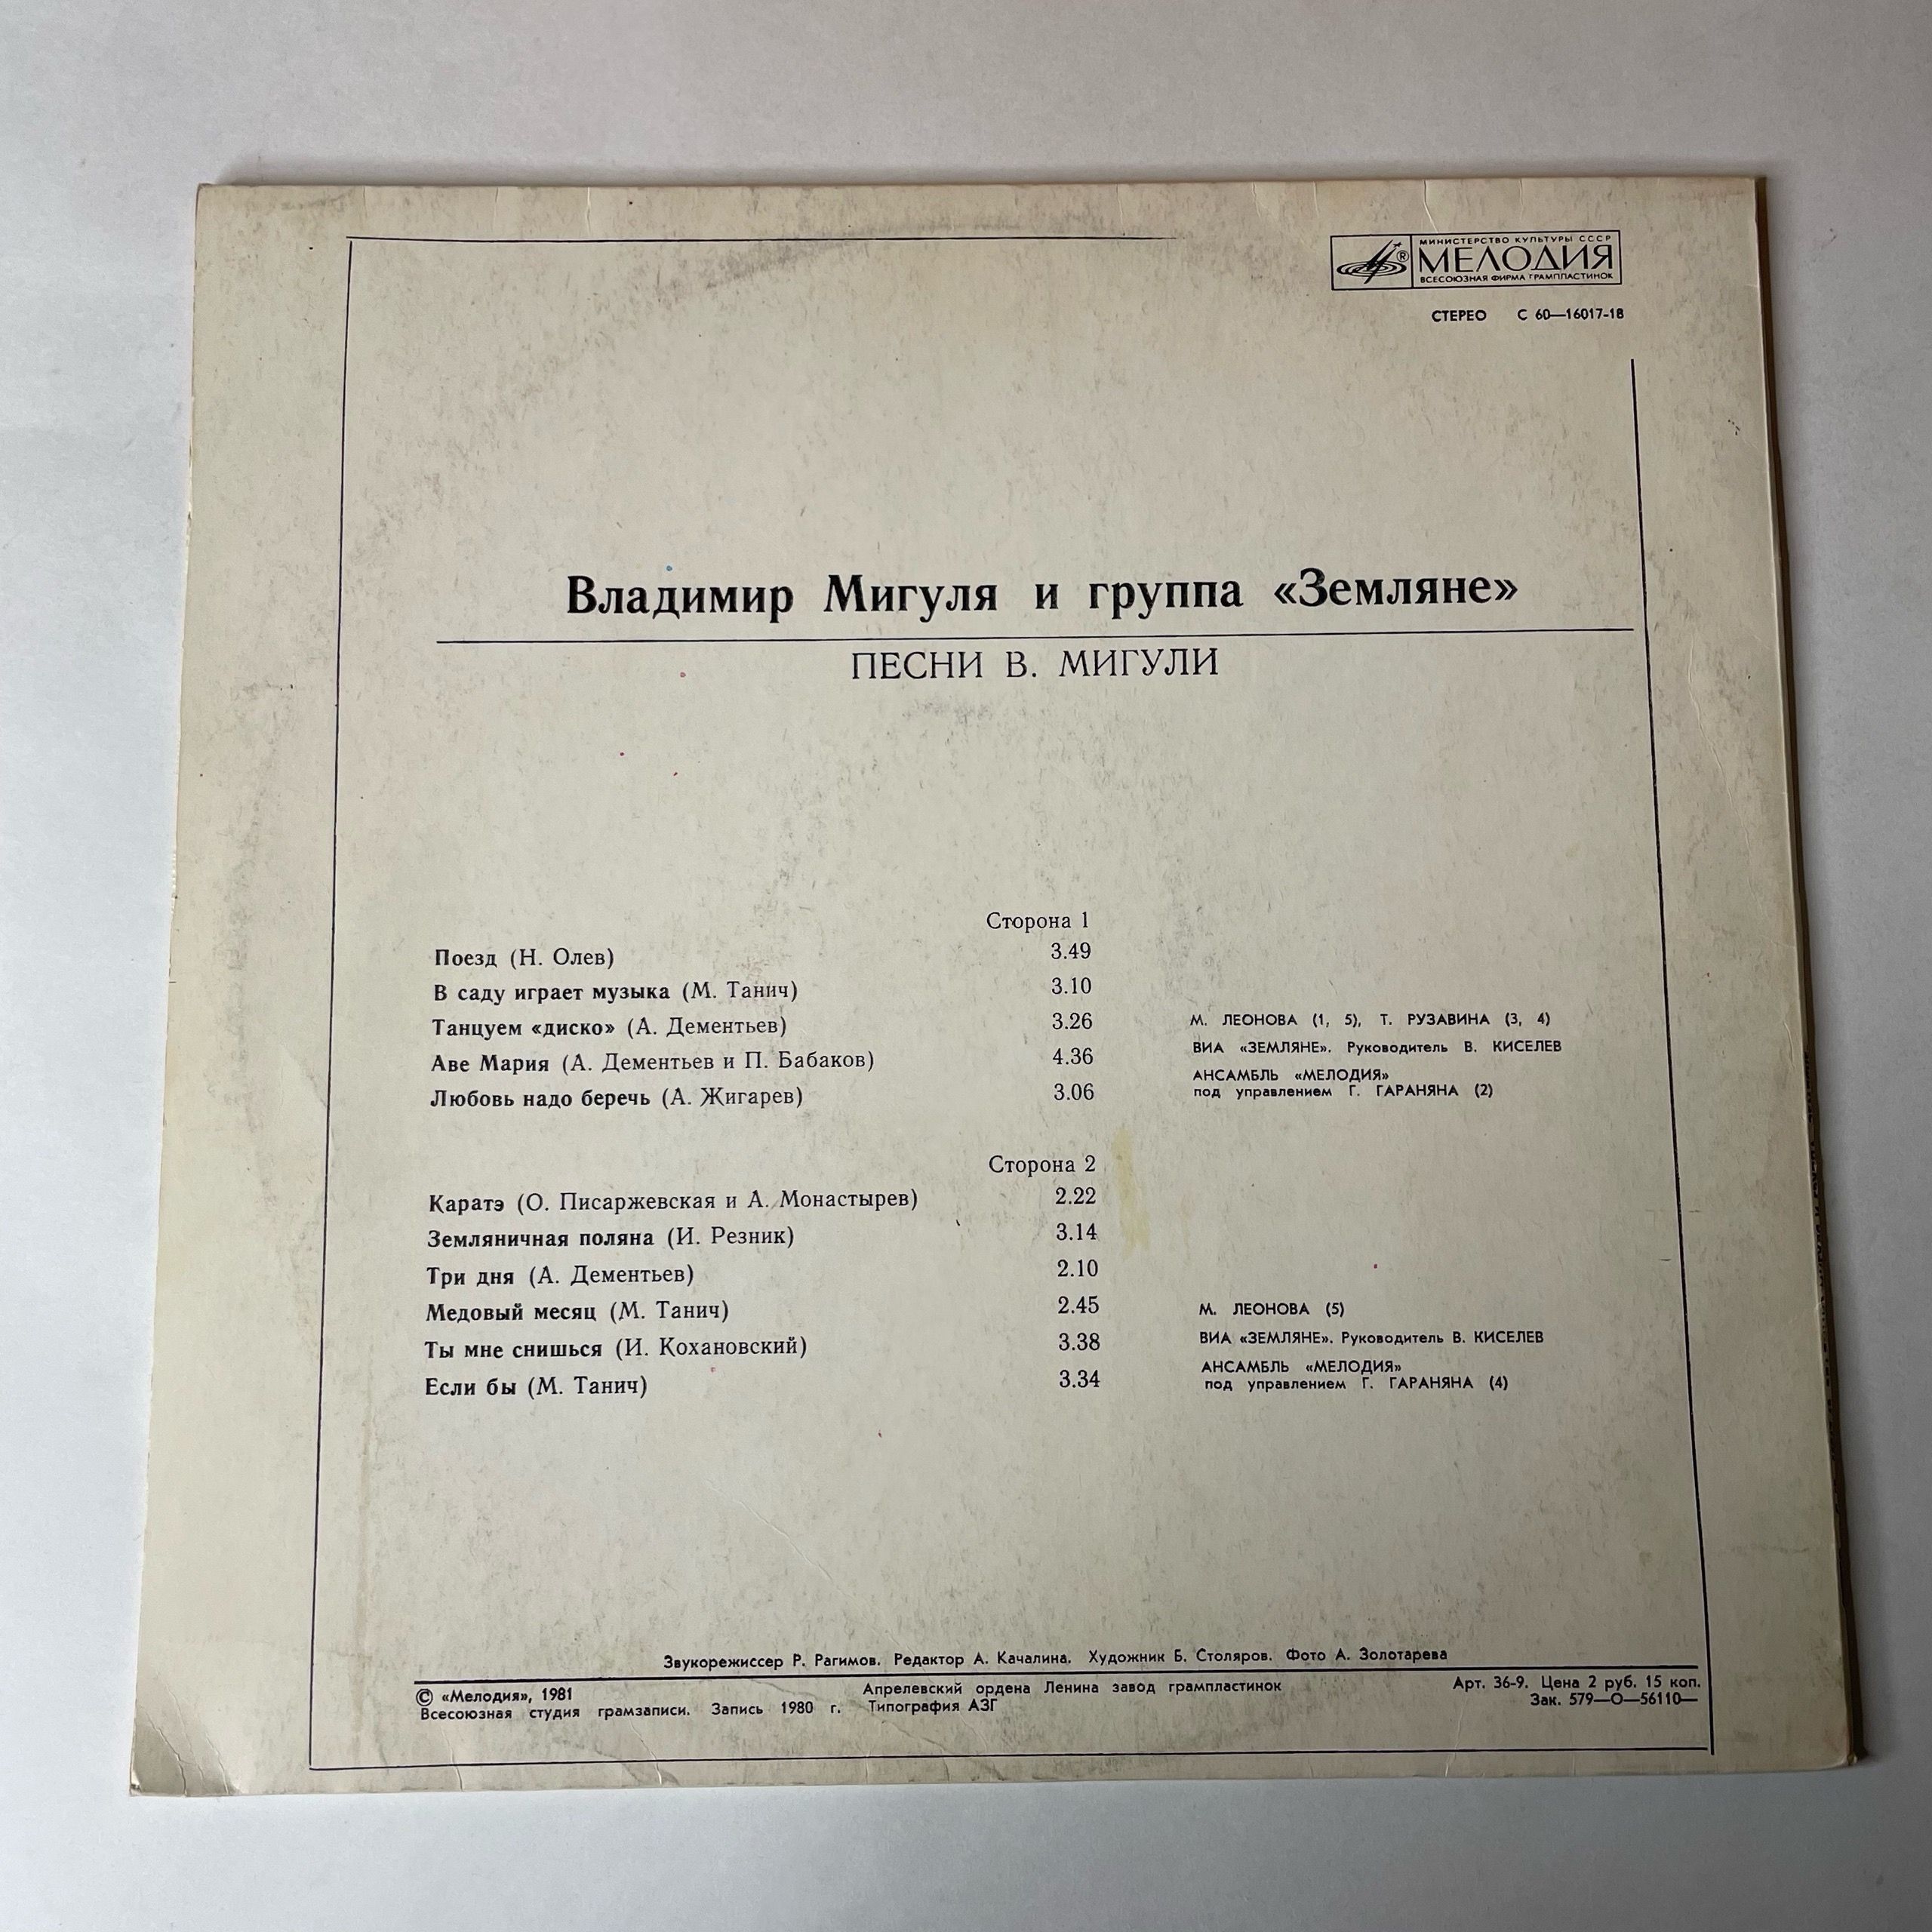 МИНИСТЕРСТВО КУЛЬТУРЫ СССР
® МЕЛОДИЯ
ВСЕСОЮЗНАЯ ФИРМА ГРАМПЛАСТИНОК
СТЕРЕО С 60—16017-18
Владимир Мигуля и группа «Земляне»
ПЕСНИ В. МИГУЛИ
Сторона 1
Поезд (Н. Олев) 3.49
В саду играет музыка (М. Танич) 3.10
Танцуем «диско» (А. Дементьев) 3.26
Аве Мария (А. Дементьев и П. Бабаков) 4.36
Любовь надо беречь (А. Жигарев) 3.06
М. ЛЕОНОВА (1, 5), Т. РУЗАВИНА (3, 4)
ВИА «ЗЕМЛЯНЕ». Руководитель В. КИСЕЛЕВ
АНСАМБЛЬ «МЕЛОДИЯ»
под управлением Г. ГАРАНЯНА (2)
Сторона 2
Каратэ (О. Писаржевская и А. Монастырев) 2.22
Земляничная поляна (И. Резник) 3.14
Три дня (А. Дементьев) 2.10
Медовый месяц (М. Танич) 2.45
Ты мне снишься (И. Кохановский) 3.38
Если бы (М. Танич) 3.34
М. ЛЕОНОВА (5)
ВИА «ЗЕМЛЯНЕ». Руководитель В. КИСЕЛЕВ
АНСАМБЛЬ «МЕЛОДИЯ»
под управлением Г. ГАРАНЯНА (4)
Звукорежиссер Р. Рагимов. Редактор А. Качалина. Художник Б. Столяров. Фото А. Золотарева
© «Мелодия», 1981
Всесоюзная студия грамзаписи. Запись 1980 г.
Апрелевский ордена Ленина завод грампластинок
Типография АЗГ
Арт. 36-9. Цена 2 руб. 15 коп.
Зак. 579—О—56110—